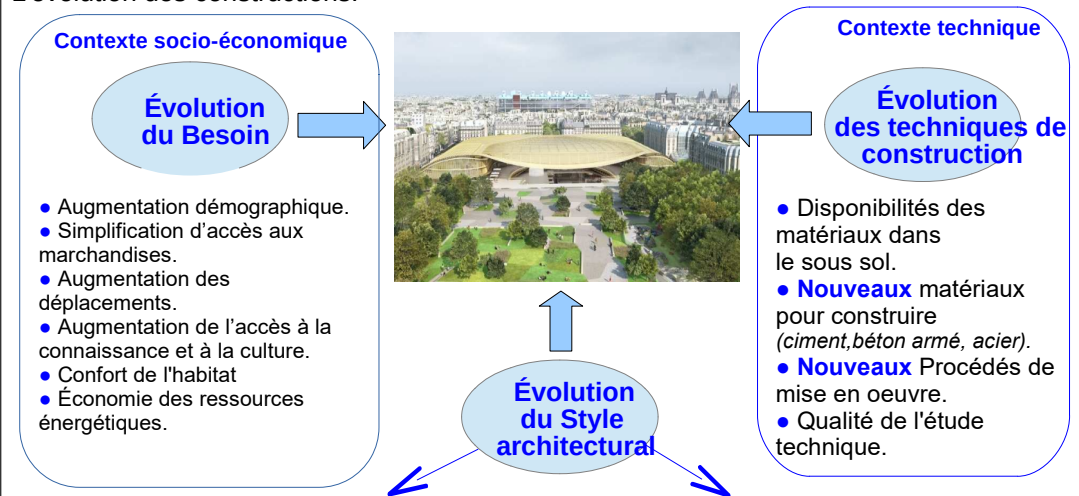 L'évolution des constructions.
Contexte socio-économique
Évolution
du Besoin
● Augmentation démographique.
● Simplification d'accès aux
marchandises.
● Augmentation des
déplacements.
● Augmentation de l'accès à la
connaissance et à la culture.
● Confort de l'habitat
● Économie des ressources
énergétiques.
Évolution
du Style
architectural
Contexte technique
Évolution
des techniques de
construction
● Disponibilités des
matériaux dans
le sous sol.
● Nouveaux matériaux
pour construire
(ciment,béton armé, acier).
● Nouveaux Procédés de
mise en oeuvre.
● Qualité de l'étude
technique.